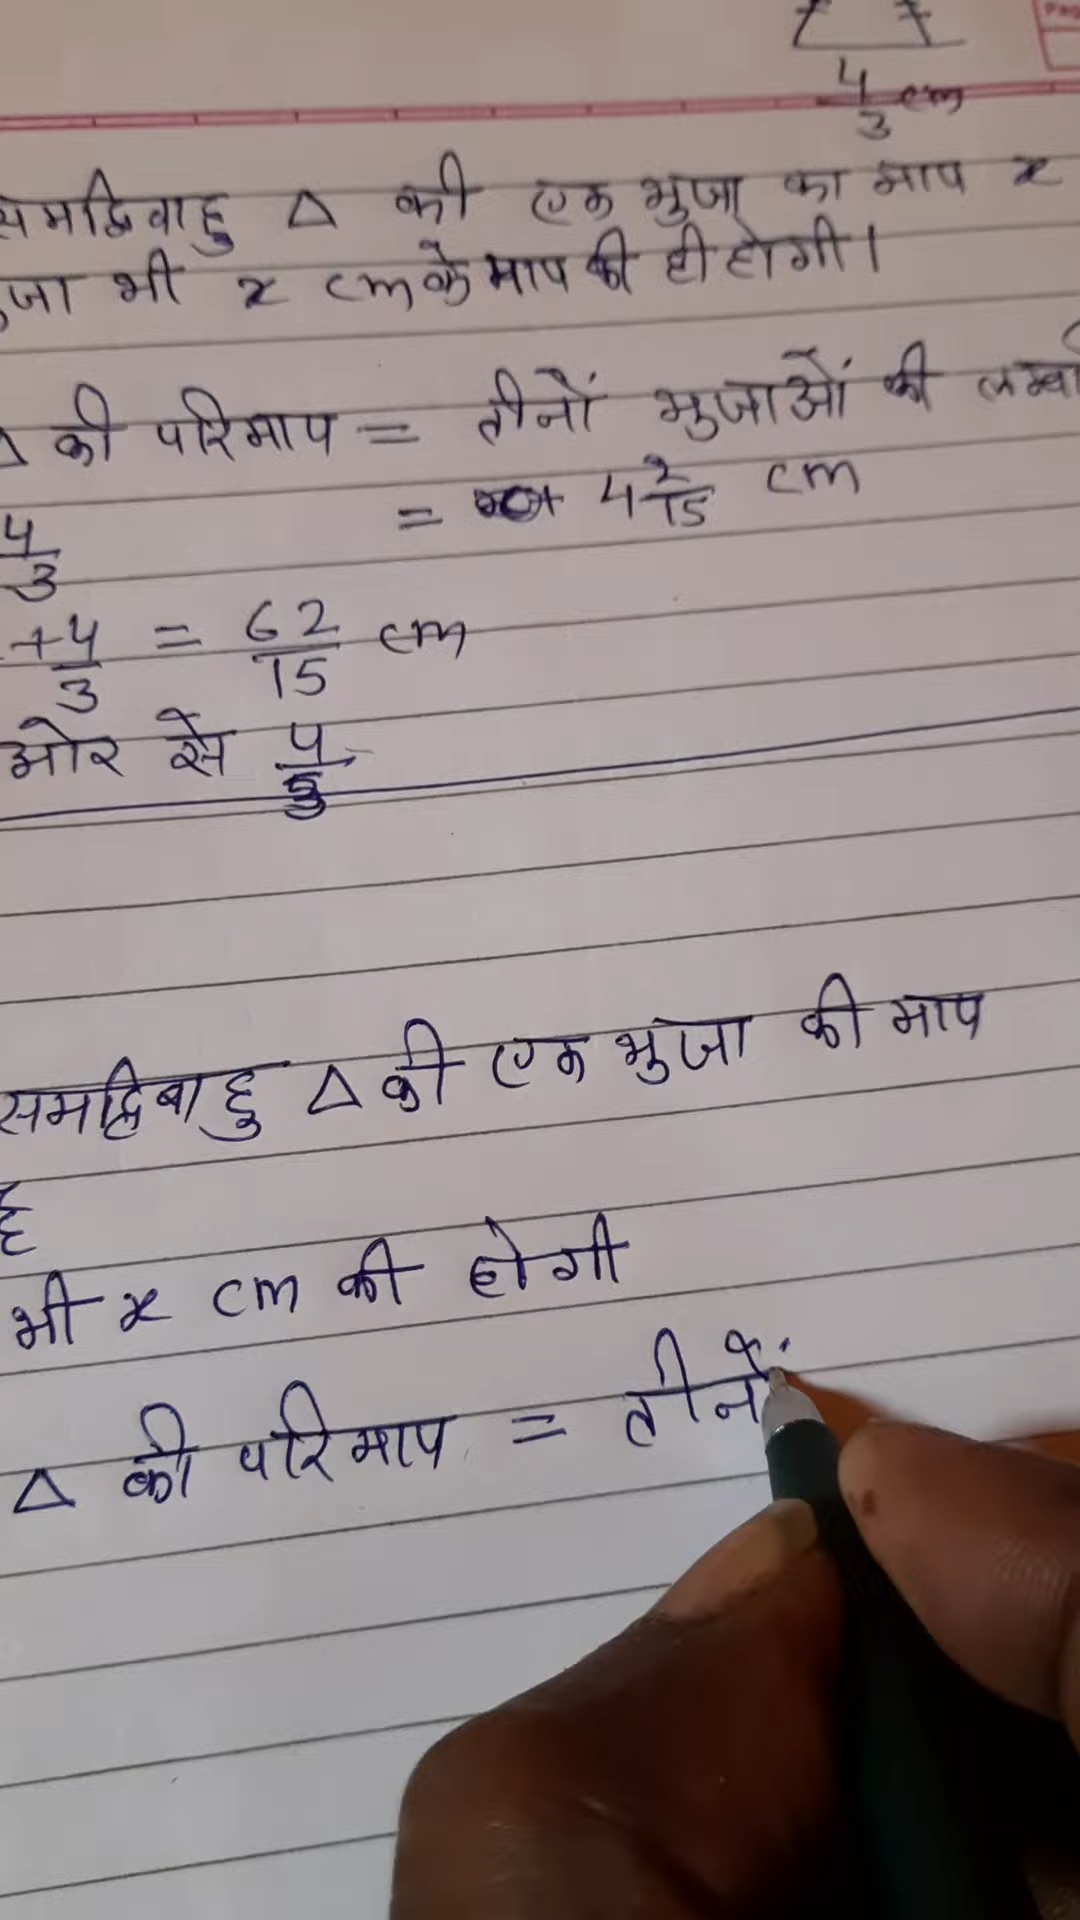 x x
4/3 cm
समद्विबाहु Δ की एक भुजा का माप x
भी x cm के माप की ही होगी।
Δ की परिमाप = तीनों भुजाओं की
= 4 2/15 cm
4/3
+ 4/3 = 62/15 cm
ओर से 4/3
समद्विबाहु Δ की एक भुजा की माप
है
भी x cm की होगी
Δ की परिमाप = तीनों